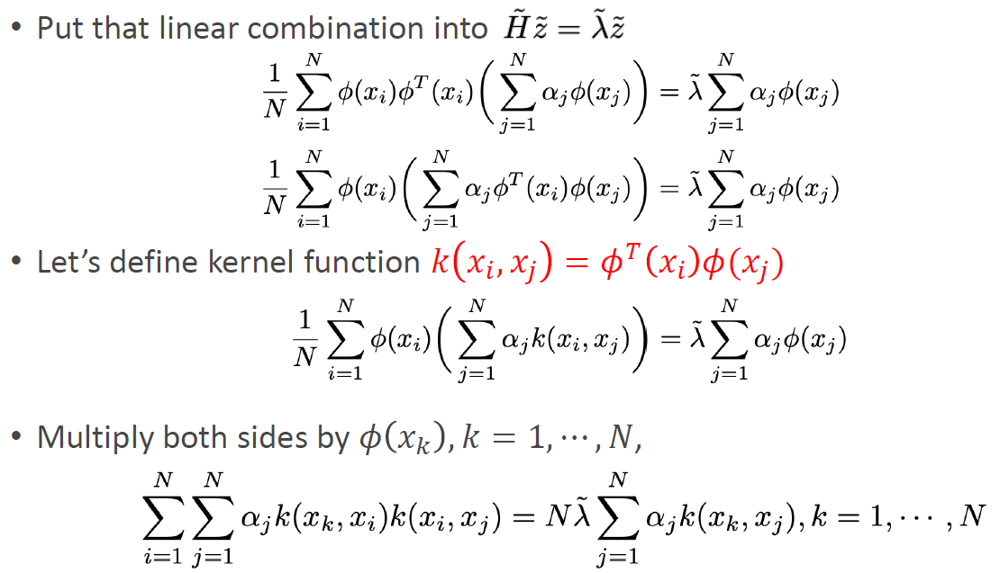 • Put that linear combination into $\tilde{H}\tilde{z} = \tilde{\lambda}\tilde{z}$
$\frac{1}{N}\sum_{i=1}^{N}\phi(x_i)\phi^T(x_i)\left(\sum_{j=1}^{N}\alpha_j\phi(x_j)\right) = \tilde{\lambda}\sum_{j=1}^{N}\alpha_j\phi(x_j)$
$\frac{1}{N}\sum_{i=1}^{N}\phi(x_i)\left(\sum_{j=1}^{N}\alpha_j\phi^T(x_i)\phi(x_j)\right) = \tilde{\lambda}\sum_{j=1}^{N}\alpha_j\phi(x_j)$
• Let's define kernel function $k(x_i, x_j) = \phi^T(x_i)\phi(x_j)$
$\frac{1}{N}\sum_{i=1}^{N}\phi(x_i)\left(\sum_{j=1}^{N}\alpha_j k(x_i, x_j)\right) = \tilde{\lambda}\sum_{j=1}^{N}\alpha_j\phi(x_j)$
• Multiply both sides by $\phi(x_k), k = 1, \cdots, N,$
$\sum_{i=1}^{N}\sum_{j=1}^{N}\alpha_j k(x_k, x_i)k(x_i, x_j) = N\tilde{\lambda}\sum_{j=1}^{N}\alpha_j k(x_k, x_j), k = 1, \cdots, N$